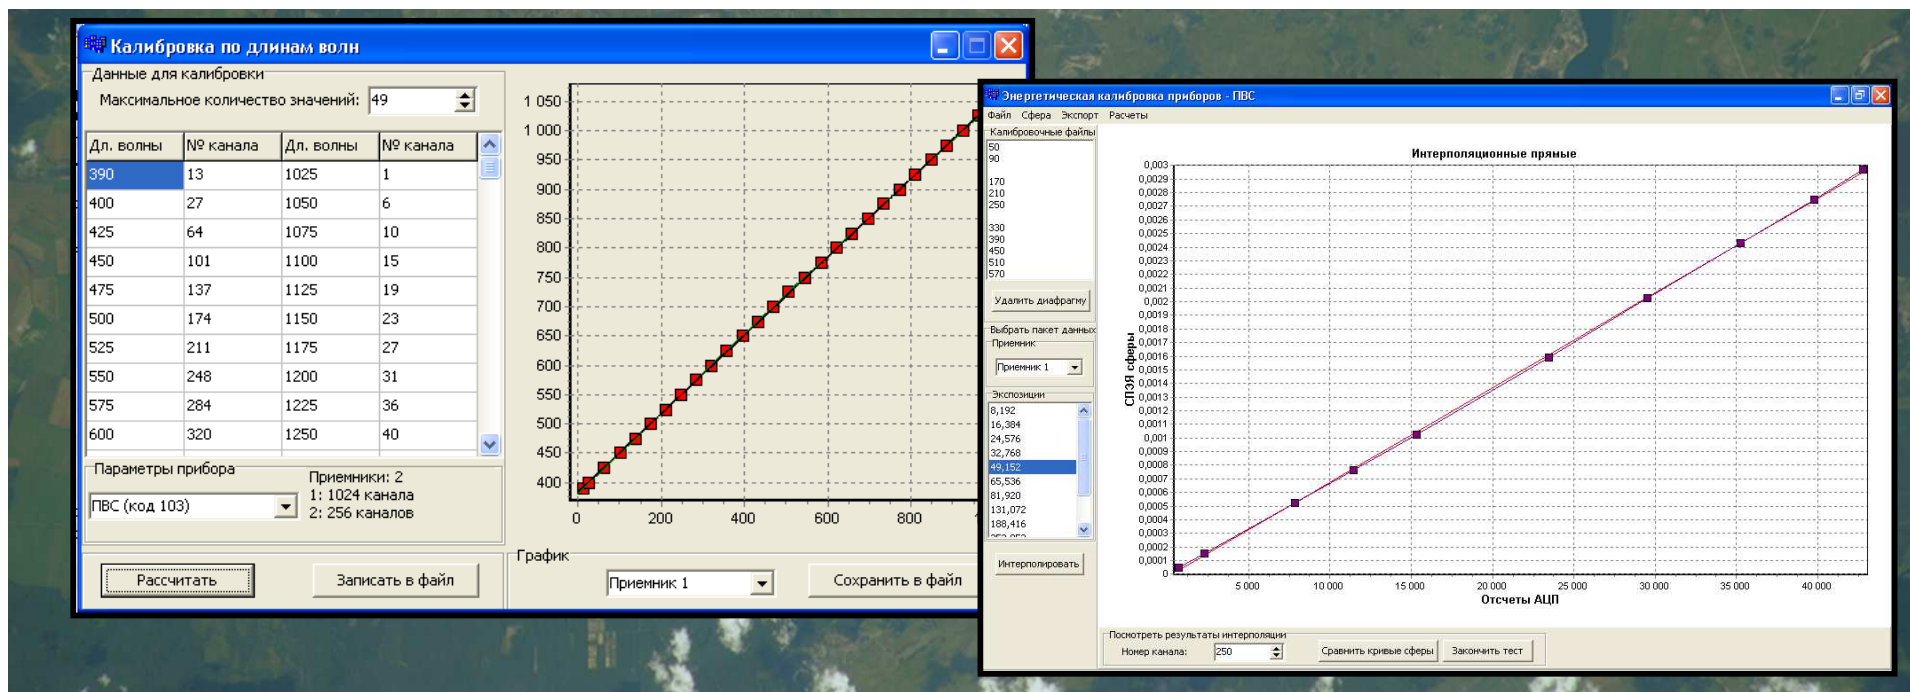 Калибровка по длинам волн
Данные для калибровки
Максимальное количество значений: 49
Дл. волны № канала Дл. волны № канала
390 13 1025 1
400 27 1050 6
425 64 1075 10
450 101 1100 15
475 137 1125 19
500 174 1150 23
525 211 1175 27
550 248 1200 31
575 284 1225 36
600 320 1250 40
Параметры прибора
ПВС (код 103)
Приемники: 2
1: 1024 канала
2: 256 каналов
Рассчитать
Записать в файл
1 050
1 000
950
900
850
800
750
700
650
600
550
500
450
400
0 200 400 600 800
График
Приемник 1
Сохранить в файл
Энергетическая калибровка приборов - ПВС
Файл Сфера Экспорт Расчеты
Калибровочные файлы
50
90
170
210
250
330
390
450
510
570
Удалить диафрагму
Выбрать пакет данных
Приемник
Приемник 1
Экспозиции
8,192
16,384
24,576
32,768
49,152
65,536
81,920
131,072
188,416
Интерполировать
Интерполяционные прямые
СПЭЯ сферы
0,003
0,0029
0,0028
0,0027
0,0026
0,0025
0,0024
0,0023
0,0022
0,0021
0,002
0,0019
0,0018
0,0017
0,0016
0,0015
0,0014
0,0013
0,0012
0,0011
0,001
0,0009
0,0008
0,0007
0,0006
0,0005
0,0004
0,0003
0,0002
0,0001
0
5 000 10 000 15 000 20 000 25 000 30 000 35 000 40 000
Отсчеты АЦП
Посмотреть результаты интерполяции
Номер канала: 250
Сравнить кривые сферы
Закончить тест